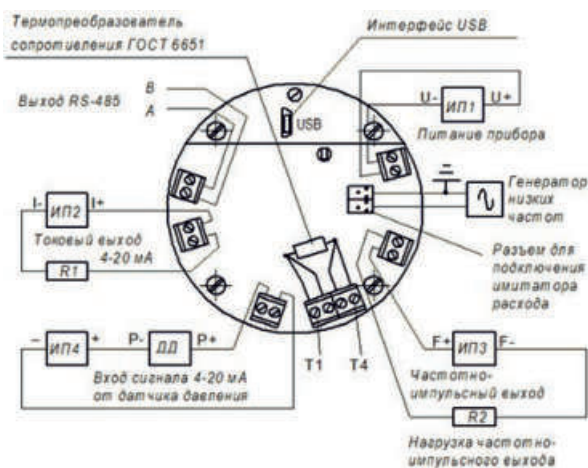 Термопреобразователь
сопротивления ГОСТ 6651
Интерфейс USB
B
Выход RS-485
A
USB
U-
ИП1
U+
Питание прибора
Генератор
низких
частот
I-
ИП2
I+
Токовый выход
4-20 мА
R1
Разъем для
подключения
имитатора
расхода
–
ИП4
+
P-
ДД
P+
Вход сигнала 4-20 мА
от датчика давления
T1
T4
F+
ИП3
F-
Частотно-
импульсный выход
R2
Нагрузка частотно-
импульсного выхода